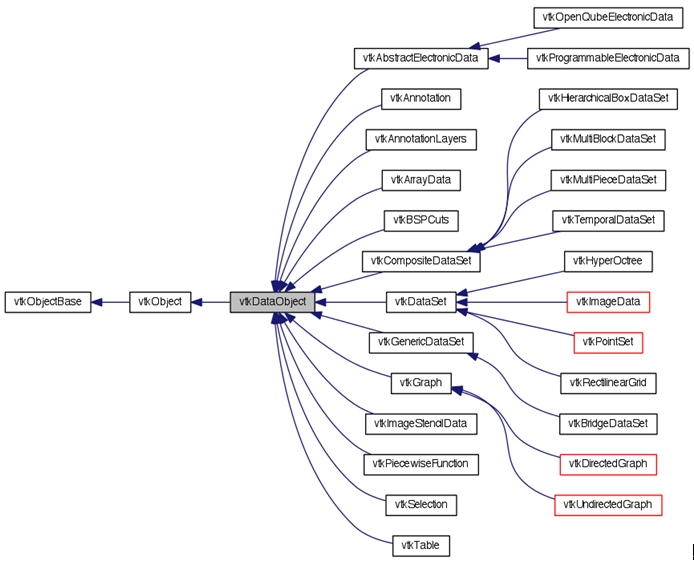 vtkOpenQubeElectronicData
vtkAbstractElectronicData
vtkProgrammableElectronicData
vtkAnnotation
vtkHierarchicalBoxDataSet
vtkAnnotationLayers
vtkMultiBlockDataSet
vtkArrayData
vtkMultiPieceDataSet
vtkBSPCuts
vtkTemporalDataSet
vtkCompositeDataSet
vtkHyperOctree
vtkObjectBase
vtkObject
vtkDataObject
vtkDataSet
vtkImageData
vtkGenericDataSet
vtkPointSet
vtkGraph
vtkRectilinearGrid
vtkImageStencilData
vtkBridgeDataSet
vtkPiecewiseFunction
vtkDirectedGraph
vtkSelection
vtkUndirectedGraph
vtkTable